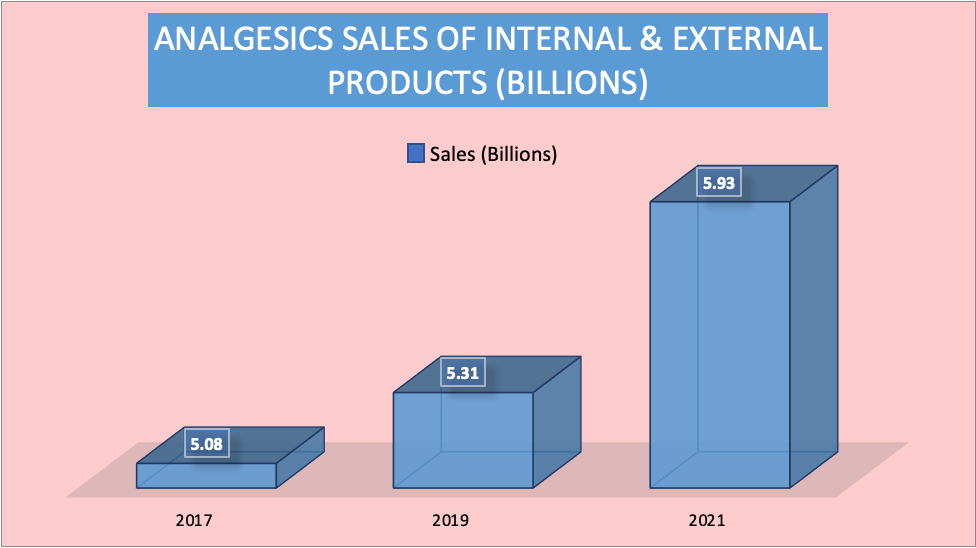 ANALGESICS SALES OF INTERNAL & EXTERNAL
PRODUCTS (BILLIONS)
Sales (Billions)
5.93
5.31
5.08
2017
2019
2021